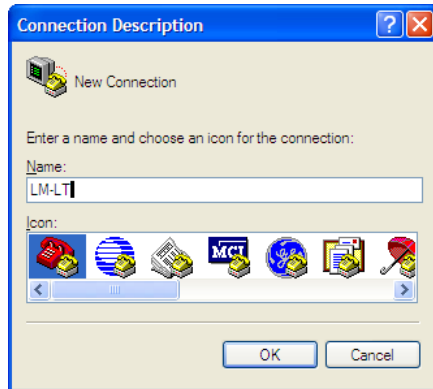 Connection Description
New Connection
Enter a name and choose an icon for the connection:
Name:
LM-LT
Icon:
MCI
OK Cancel